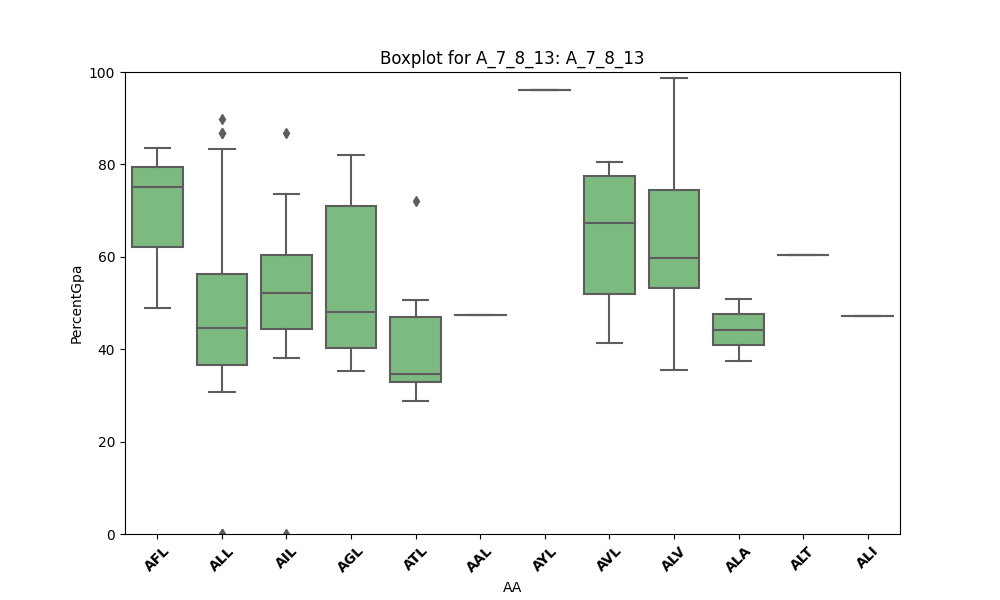 Boxplot for A_7_8_13: A_7_8_13
PercentGpa
100
80
60
40
20
0
AFL ALL AIL AGL ATL AAL AYL AVL ALV ALA ALT ALI
AA